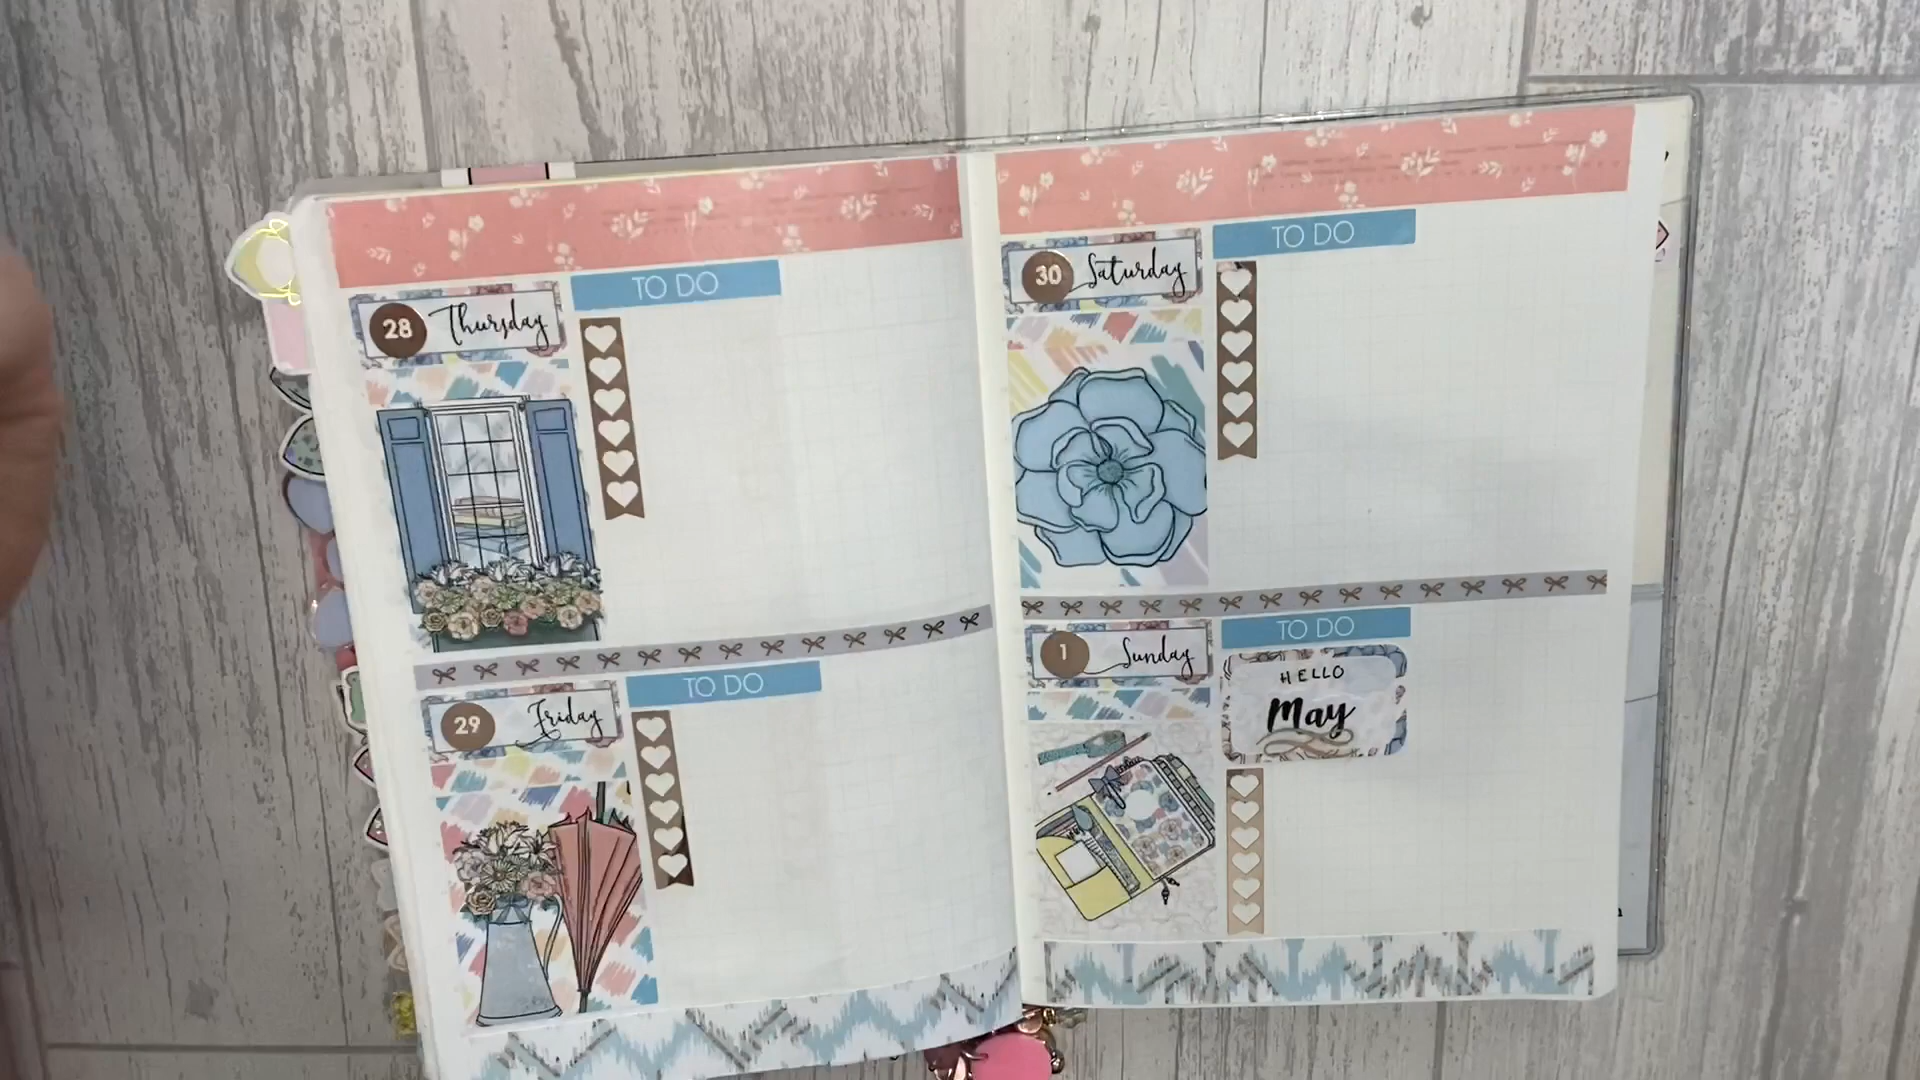 TO DO
28 Thursday
TO DO
29 Friday
TO DO
30 Saturday
TO DO
1 Sunday
HELLO
May